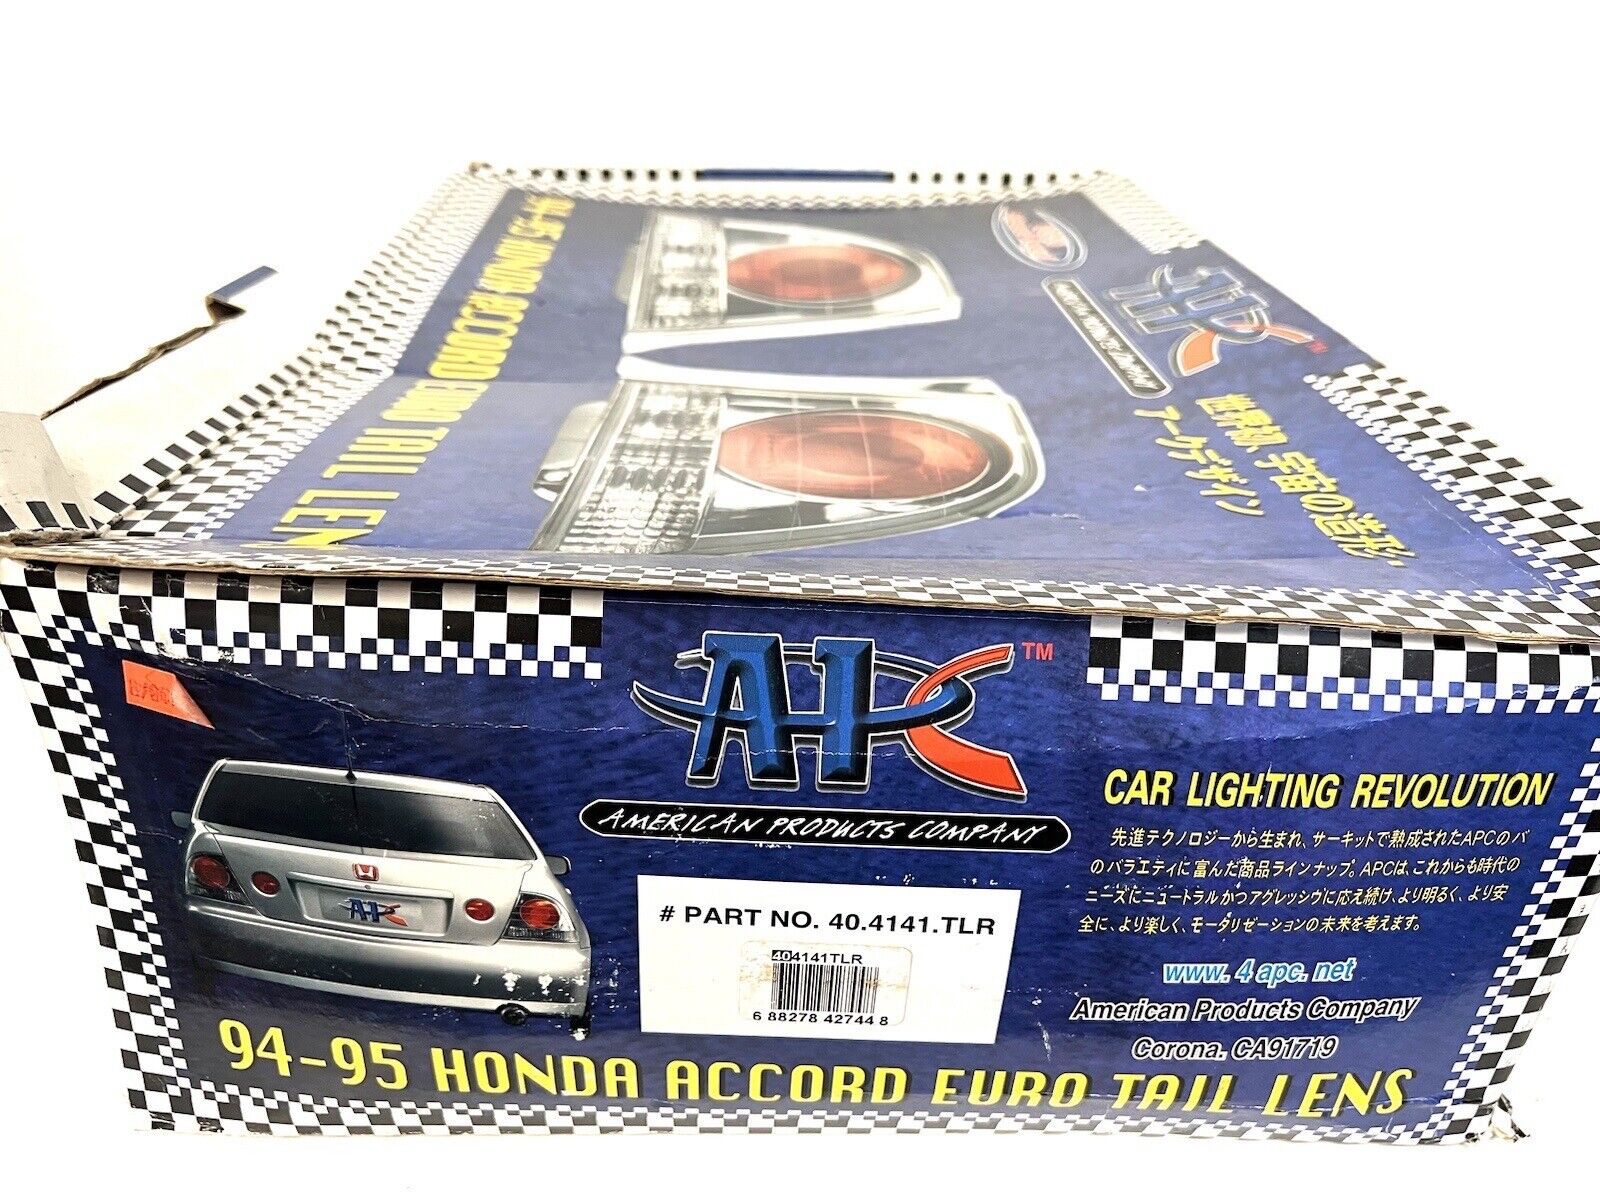 94-95 HONDA ACCORD EURO TAIL LEN
APC TM
世界初、宇宙の造形、
アークデザイン
APC TM
AMERICAN PRODUCTS COMPANY
APC
# PART NO. 40.4141.TLR
404141TLR
6 88278 42744 8
CAR LIGHTING REVOLUTION
先進テクノロジーから生まれ、サーキットで熟成されたAPCのバ
のバラエティに富んだ商品ラインナップ。APCは、これからも時代の
ニーズにニュートラルかつアグレッシヴに応え続け、より明るく、より安
全に、より楽しく、モータリゼーションの未来を考えます。
www.4apc.net
American Products Company
Corona. CA91719
94-95 HONDA ACCORD EURO TAIL LENS